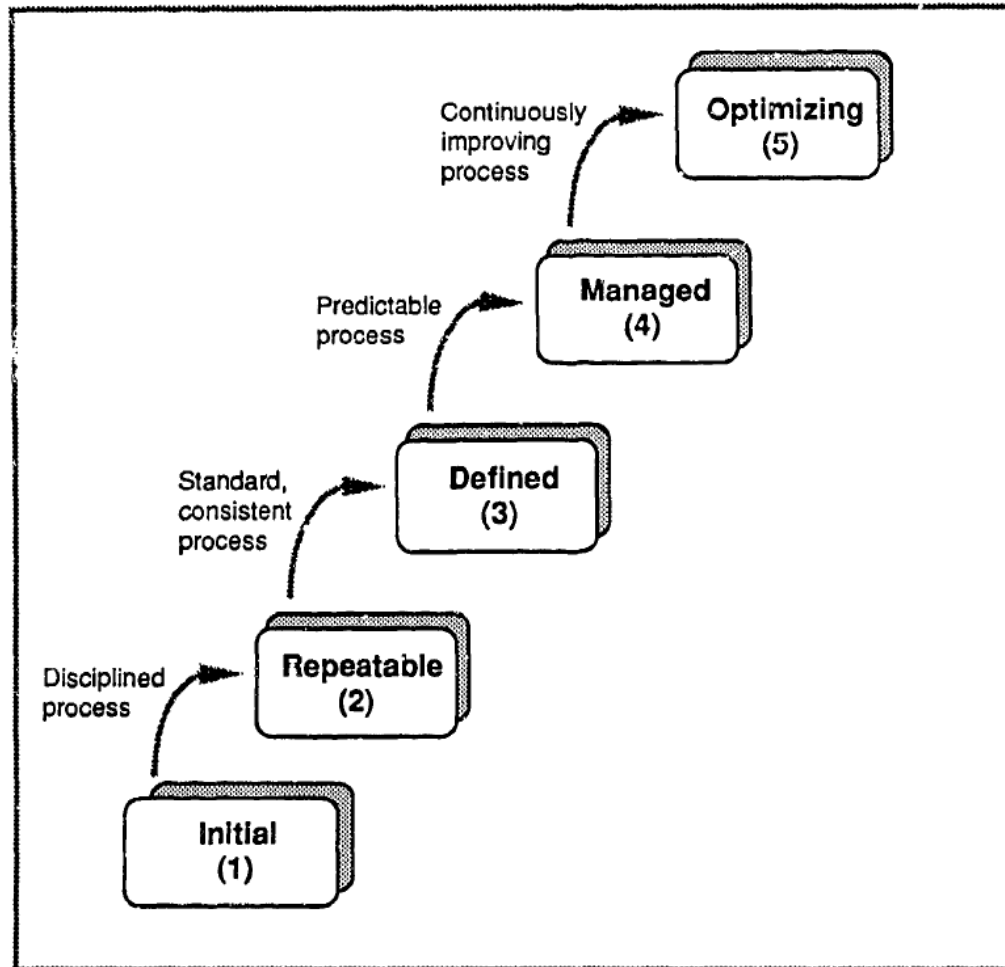 Continuously
improving
process
Optimizing
(5)
Predictable
process
Managed
(4)
Standard,
consistent
process
Defined
(3)
Disciplined
process
Repeatable
(2)
Initial
(1)